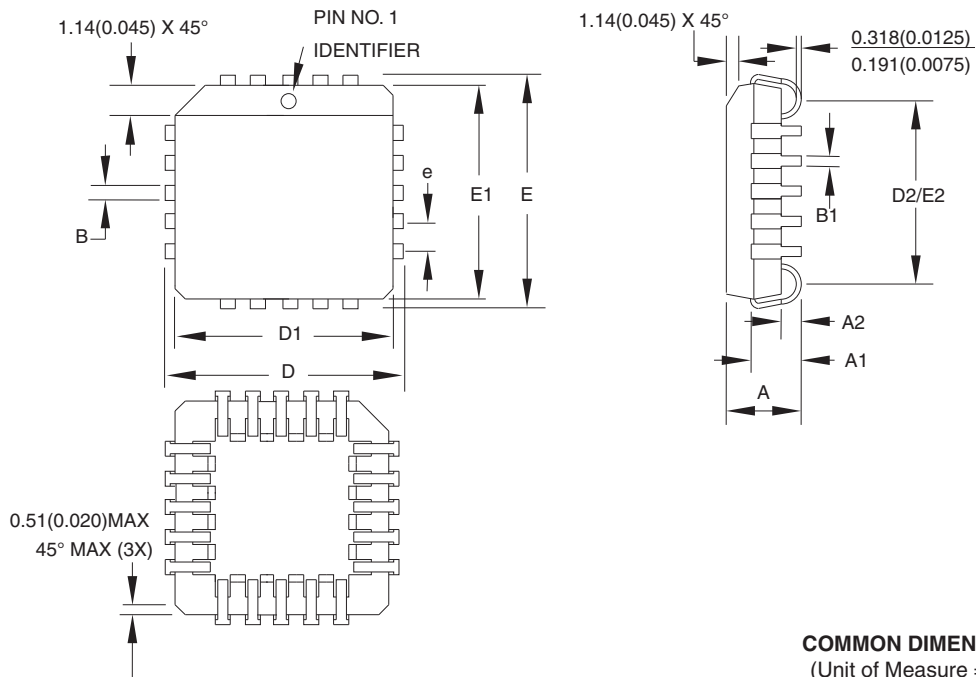 1.14(0.045) X 45°
PIN NO. 1
IDENTIFIER
1.14(0.045) X 45°
0.318(0.0125)
0.191(0.0075)
e
E1
E
B
B1
D2/E2
D1
D
A2
A1
A
0.51(0.020)MAX
45° MAX (3X)
COMMON DIMEN
(Unit of Measure =